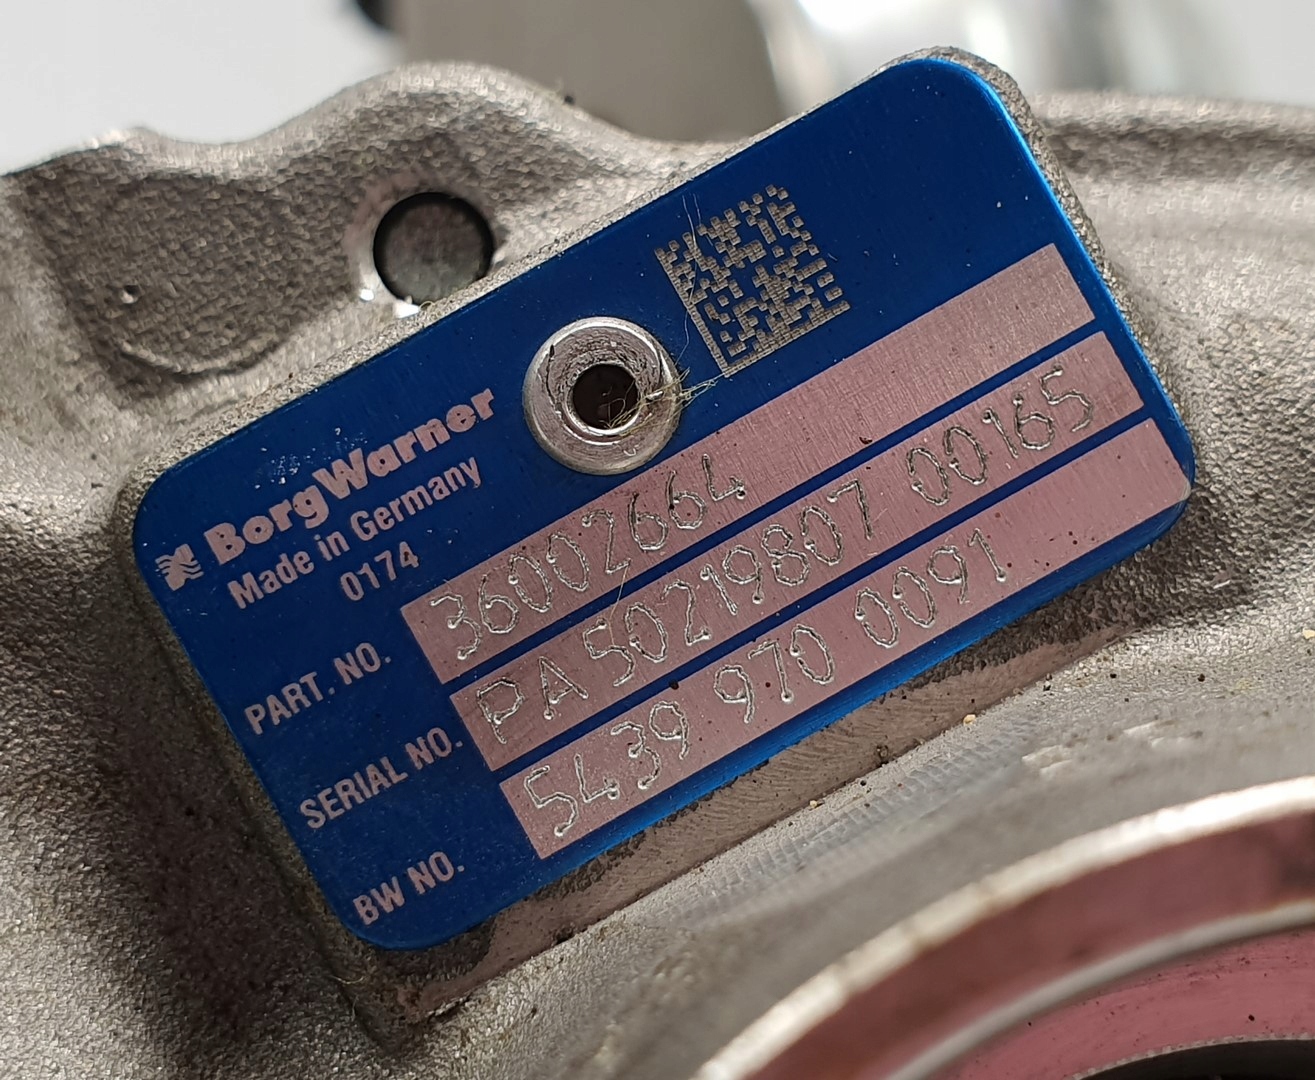 BorgWarner
Made in Germany
0174
PART. NO. 36002664
SERIAL NO. PA 50219807 00165
BW NO. 5439 970 0091